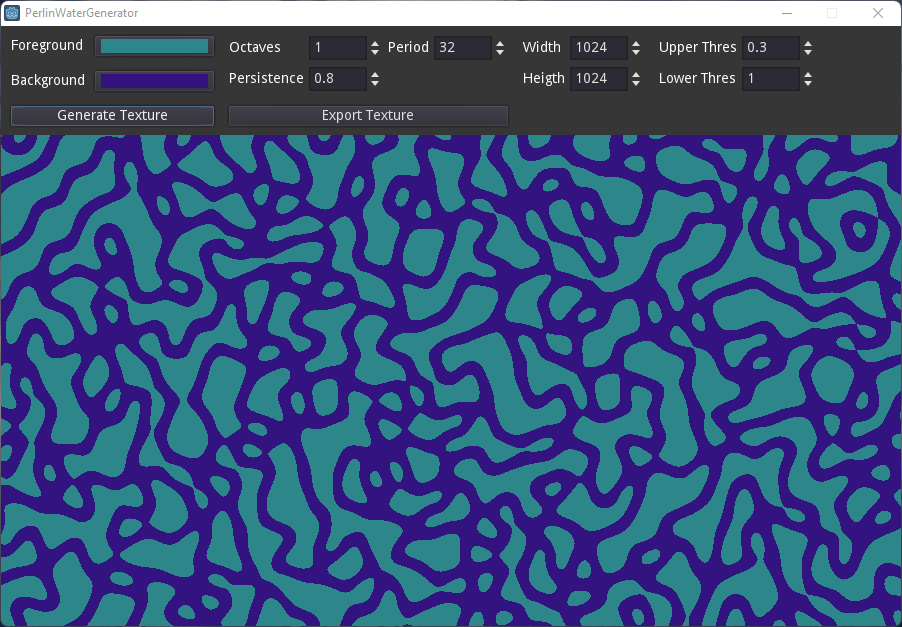 PerlinWaterGenerator
Foreground Octaves 1 Period 32 Width 1024 Upper Thres 0.3
Background Persistence 0.8 Heigth 1024 Lower Thres 1
Generate Texture Export Texture